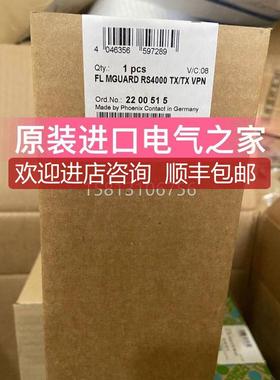 4 046356 597289
Qty.: 1 pcs V/C:08
FL MGUARD RS4000 TX/TX VPN
Ord.No.: 22 00 51 5
Made by Phoenix Contact in Germany
原装进口电气之家
欢迎进店咨询 顺丰包邮